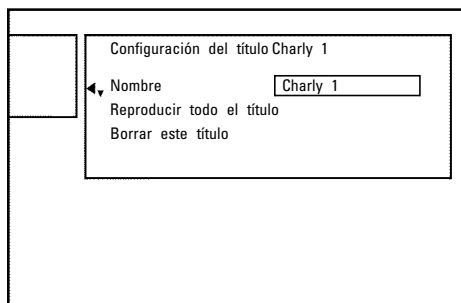 Configuración del título Charly 1
Nombre Charly 1
Reproducir todo el título
Borrar este título